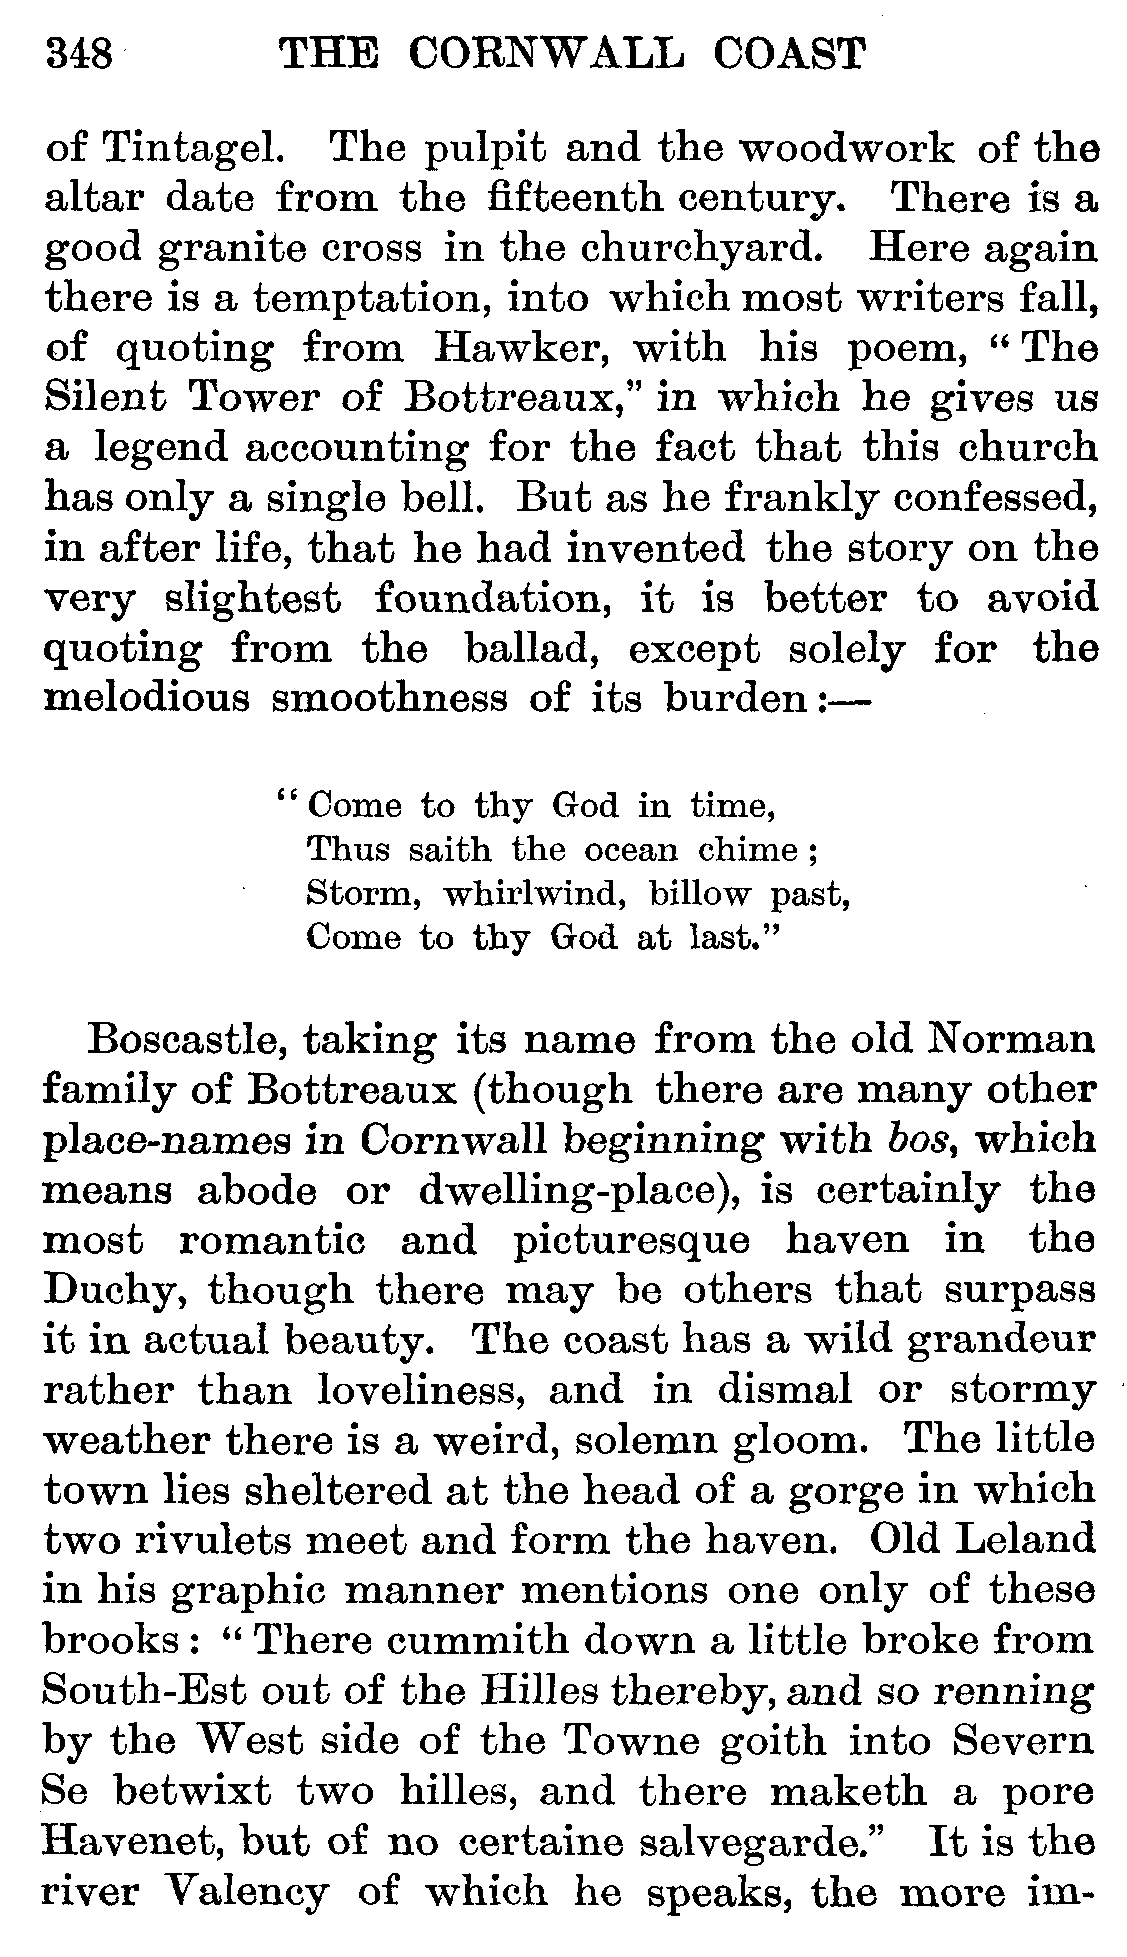 348 THE CORNWALL COAST
of Tintagel. The pulpit and the woodwork of the
altar date from the fifteenth century. There is a
good granite cross in the churchyard. Here again
there is a temptation, into which most writers fall,
of quoting from Hawker, with his poem, “The
Silent Tower of Bottreaux,” in which he gives us
a legend accounting for the fact that this church
has only a single bell. But as he frankly confessed,
in after life, that he had invented the story on the
very slightest foundation, it is better to avoid
quoting from the ballad, except solely for the
melodious smoothness of its burden:—
“Come to thy God in time,
Thus saith the ocean chime;
Storm, whirlwind, billow past,
Come to thy God at last.”
Boscastle, taking its name from the old Norman
family of Bottreaux (though there are many other
place-names in Cornwall beginning with bos, which
means abode or dwelling-place), is certainly the
most romantic and picturesque haven in the
Duchy, though there may be others that surpass
it in actual beauty. The coast has a wild grandeur
rather than loveliness, and in dismal or stormy
weather there is a weird, solemn gloom. The little
town lies sheltered at the head of a gorge in which
two rivulets meet and form the haven. Old Leland
in his graphic manner mentions one only of these
brooks: “There cummith down a little broke from
South-Est out of the Hilles thereby, and so renning
by the West side of the Towne goith into Severn
Se betwixt two hilles, and there maketh a pore
Havenet, but of no certaine salvegarde.” It is the
river Valency of which he speaks, the more im-